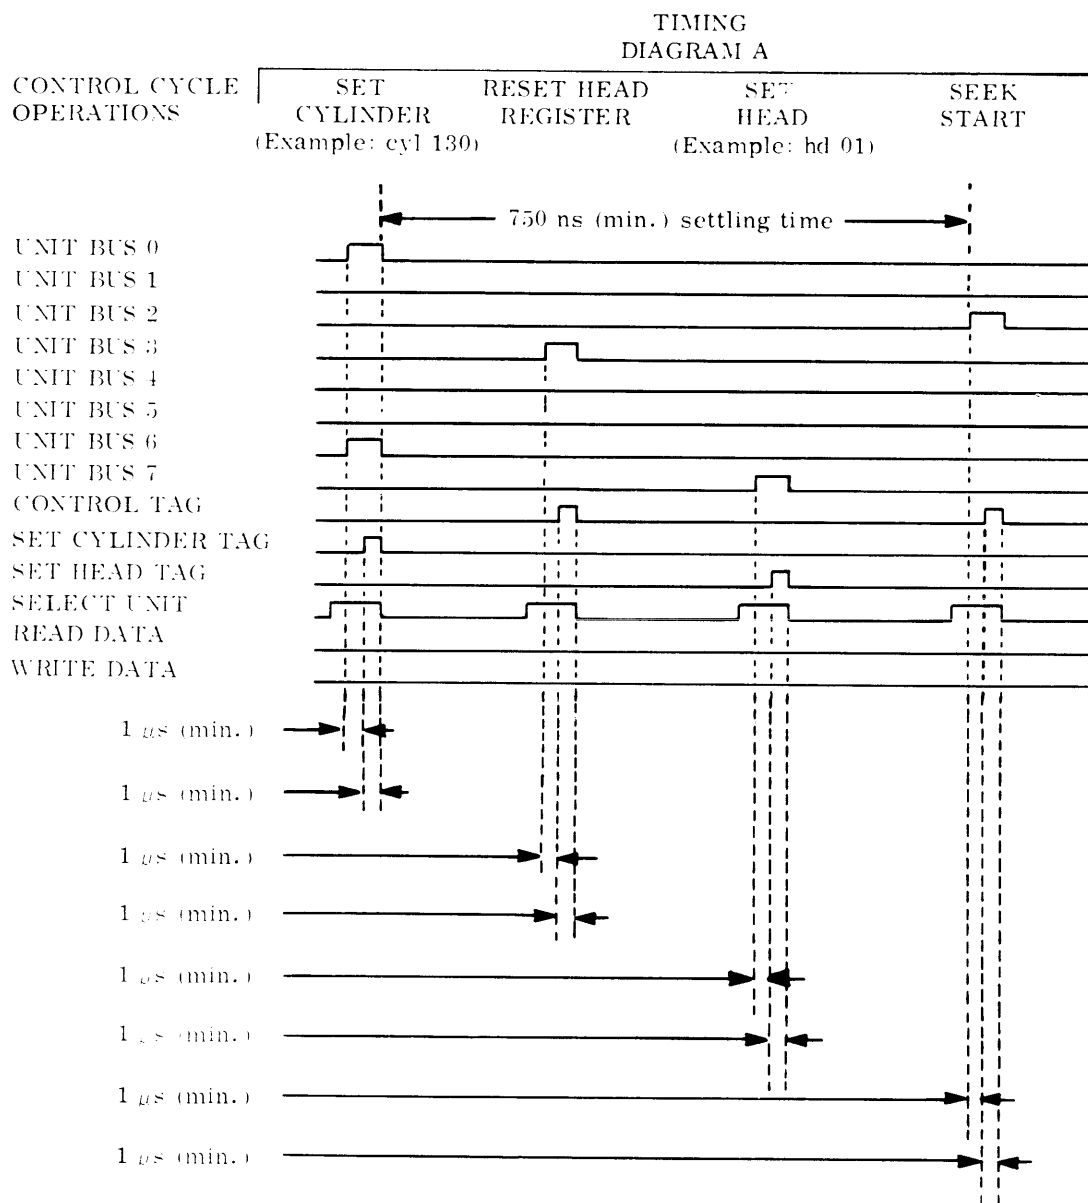 TIMING
DIAGRAM A
CONTROL CYCLE
OPERATIONS
SET
CYLINDER
(Example: cyl 130)
RESET HEAD
REGISTER
SET
HEAD
(Example: hd 01)
SEEK
START
750 ns (min.) settling time
UNIT BUS 0
UNIT BUS 1
UNIT BUS 2
UNIT BUS 3
UNIT BUS 4
UNIT BUS 5
UNIT BUS 6
UNIT BUS 7
CONTROL TAG
SET CYLINDER TAG
SET HEAD TAG
SELECT UNIT
READ DATA
WRITE DATA
1 μs (min.)
1 μs (min.)
1 μs (min.)
1 μs (min.)
1 μs (min.)
1 μs (min.)
1 μs (min.)
1 μs (min.)